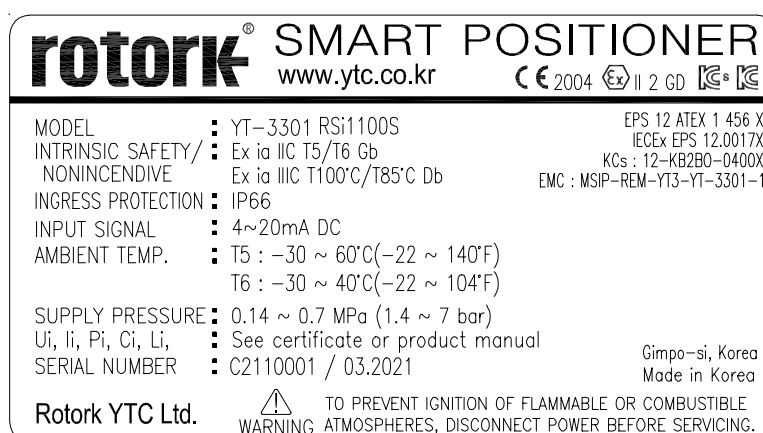 rotork® SMART POSITIONER
www.ytc.co.kr CE 2004 Ex II 2 GD KCs KC
MODEL : YT-3301 RSi1100S
EPS 12 ATEX 1 456 X
INTRINSIC SAFETY/ : Ex ia IIC T5/T6 Gb
IECEx EPS 12.0017X
NONINCENDIVE Ex ia IIIC T100°C/T85°C Db
KCs : 12-KB2BO-0400X
INGRESS PROTECTION : IP66
EMC : MSIP-REM-YT3-YT-3301-1
INPUT SIGNAL : 4~20mA DC
AMBIENT TEMP. : T5 : -30 ~ 60°C(-22 ~ 140°F)
T6 : -30 ~ 40°C(-22 ~ 104°F)
SUPPLY PRESSURE : 0.14 ~ 0.7 MPa (1.4 ~ 7 bar)
Ui, Ii, Pi, Ci, Li, : See certificate or product manual
SERIAL NUMBER : C2110001 / 03.2021
Gimpo-si, Korea
Made in Korea
Rotork YTC Ltd.
WARNING TO PREVENT IGNITION OF FLAMMABLE OR COMBUSTIBLE
ATMOSPHERES, DISCONNECT POWER BEFORE SERVICING.